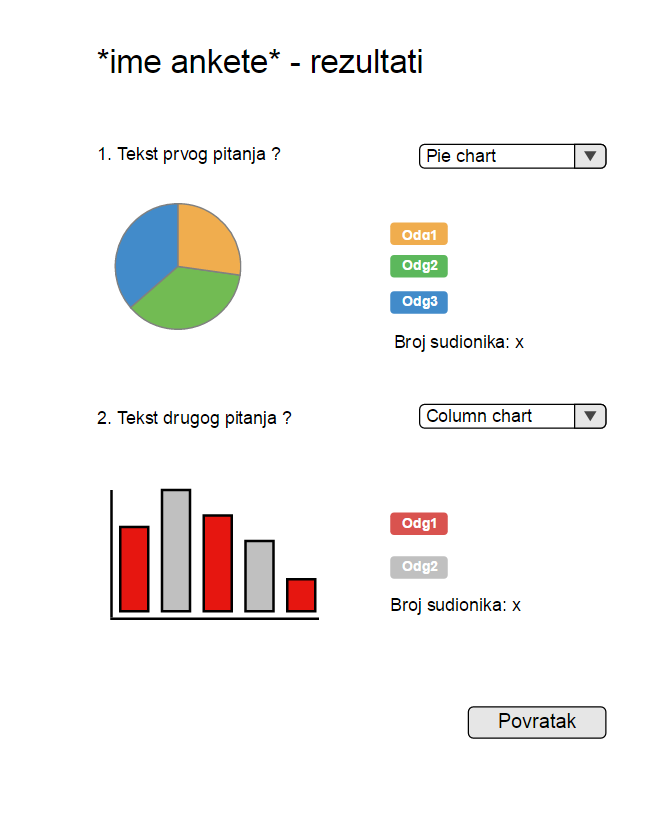 *ime ankete* - rezultati
1. Tekst prvog pitanja ?
Pie chart
Odg1
Odg2
Odg3
Broj sudionika: x
2. Tekst drugog pitanja ?
Column chart
Odg1
Odg2
Broj sudionika: x
Povratak